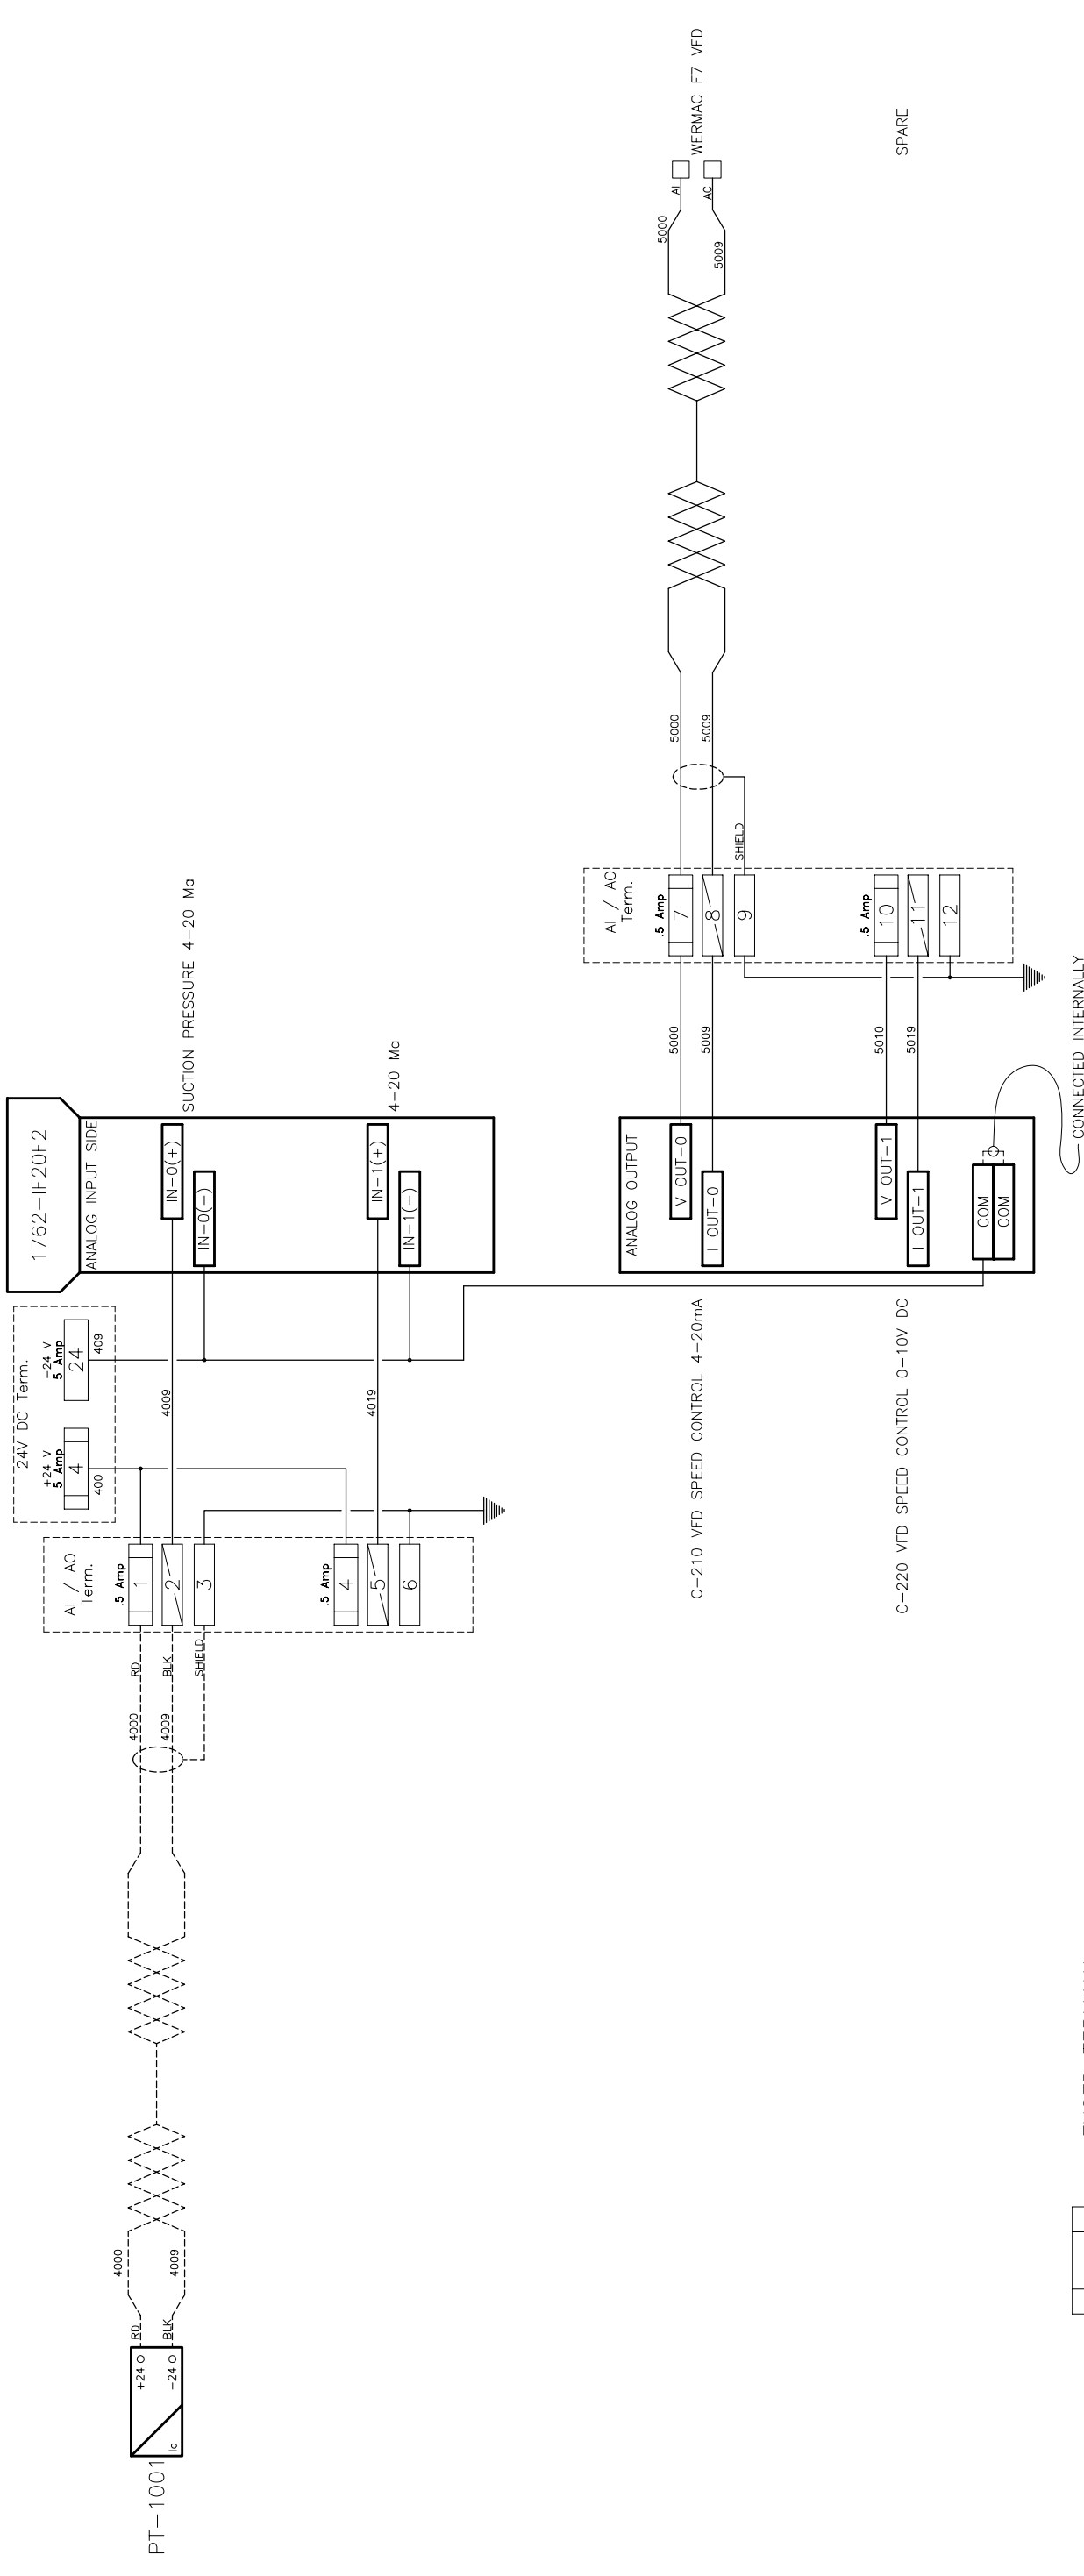 1762-IF20F2
ANALOG INPUT SIDE
24V DC Term.
+24 V
5 Amp
4
400
-24 V
5 Amp
24
409
AI / AO
Term.
PT-1001
Ic
+24
-24
RD
BLK
4000
4009
4000
4009
RD
BLK
SHIELD
.5 Amp
1
2
3
4009
IN-0(+)
IN-0(-)
SUCTION PRESSURE 4-20 Ma
.5 Amp
4
5
6
4019
IN-1(+)
IN-1(-)
4-20 Ma
ANALOG OUTPUT
C-210 VFD SPEED CONTROL 4-20mA
V OUT-0
I OUT-0
5000
5009
AI / AO
Term.
.5 Amp
7
8
9
SHIELD
5000
5009
5000
5009
AI
AC
WERMAC F7 VFD
C-220 VFD SPEED CONTROL 0-10V DC
V OUT-1
I OUT-1
5010
5019
.5 Amp
10
11
12
SPARE
COM
COM
CONNECTED INTERNALLY